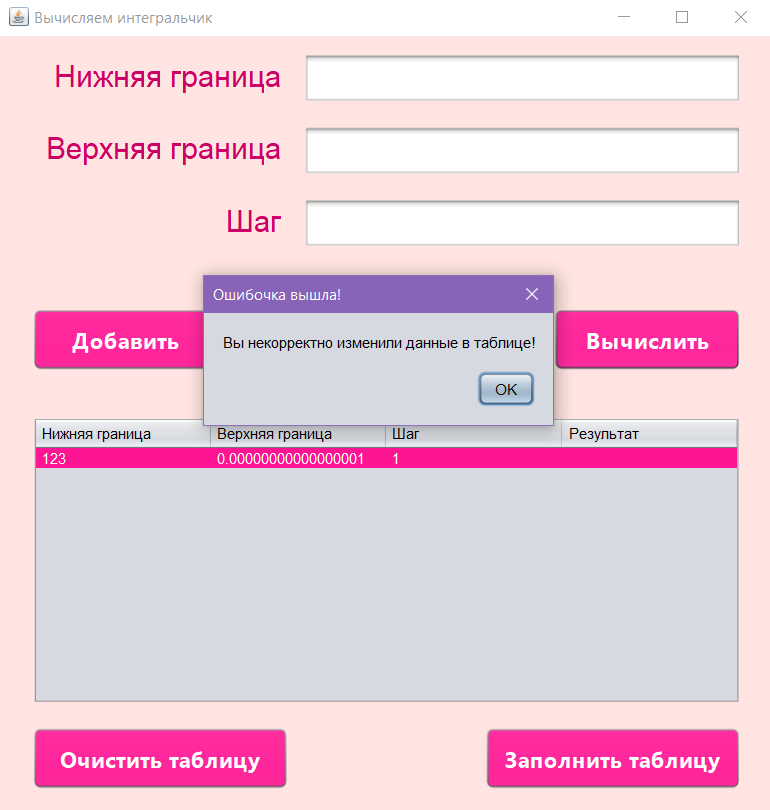 Вычисляем интегральчик
Нижняя граница
Верхняя граница
Шаг
Ошибочка вышла!
Вы некорректно изменили данные в таблице!
OK
Добавить
Вычислить
Нижняя граница Верхняя граница Шаг Результат
123 0.00000000000000001 1
Очистить таблицу
Заполнить таблицу